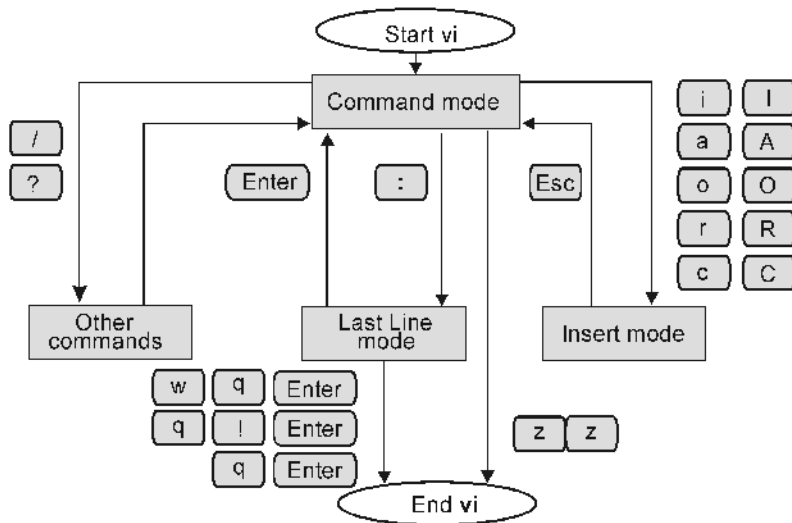 Start vi
Command mode
i I
/
a A
?
Enter
:
Esc
o O
r R
c C
Other
commands
Last Line
mode
Insert mode
w q Enter
q ! Enter
q Enter
z z
End vi